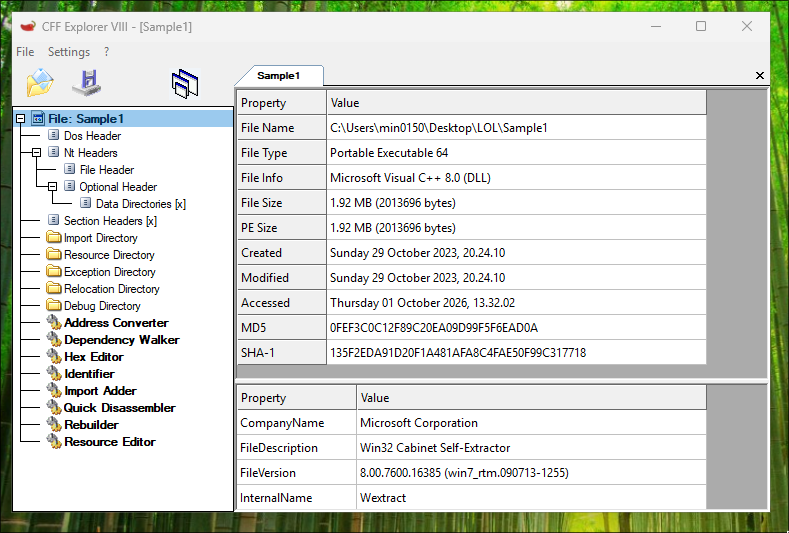 CFF Explorer VIII - [Sample1]
File Settings ?
Sample1
File: Sample1
Dos Header
Nt Headers
File Header
Optional Header
Data Directories [x]
Section Headers [x]
Import Directory
Resource Directory
Exception Directory
Relocation Directory
Debug Directory
Address Converter
Dependency Walker
Hex Editor
Identifier
Import Adder
Quick Disassembler
Rebuilder
Resource Editor
Property Value
File Name C:\Users\min0150\Desktop\LOL\Sample1
File Type Portable Executable 64
File Info Microsoft Visual C++ 8.0 (DLL)
File Size 1.92 MB (2013696 bytes)
PE Size 1.92 MB (2013696 bytes)
Created Sunday 29 October 2023, 20.24.10
Modified Sunday 29 October 2023, 20.24.10
Accessed Thursday 01 October 2026, 13.32.02
MD5 0FEF3C0C12F89C20EA09D99F5F6EAD0A
SHA-1 135F2EDA91D20F1A481AFA8C4FAE50F99C317718
Property Value
CompanyName Microsoft Corporation
FileDescription Win32 Cabinet Self-Extractor
FileVersion 8.00.7600.16385 (win7_rtm.090713-1255)
InternalName Wextract